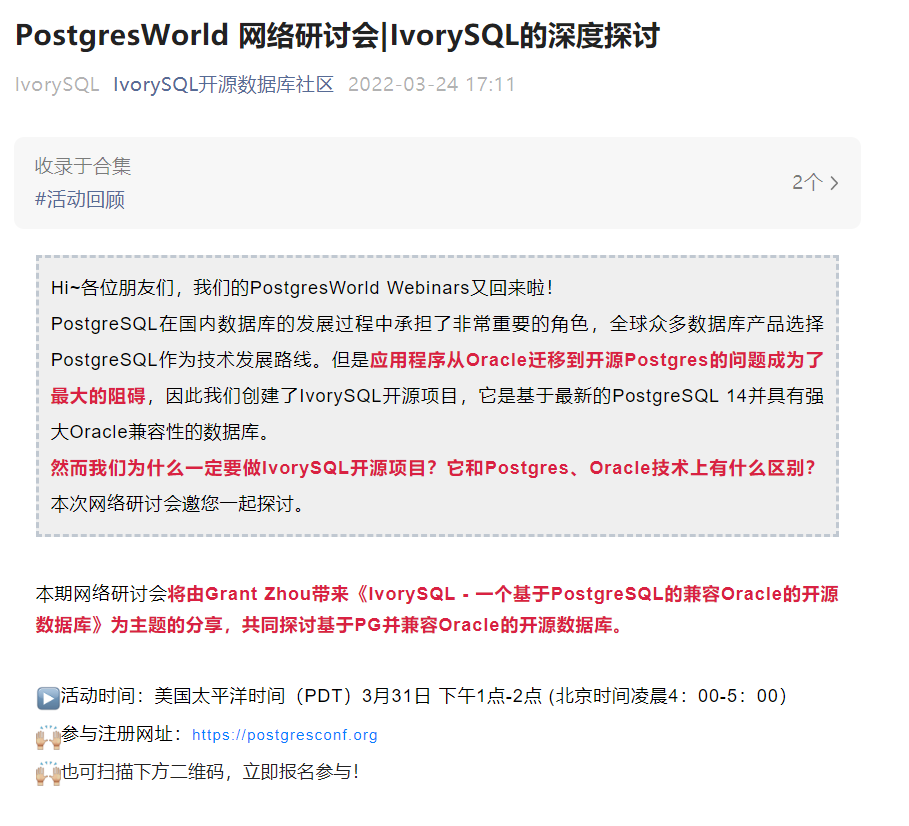 PostgresWorld 网络研讨会|IvorySQL的深度探讨
IvorySQL IvorySQL开源数据库社区 2022-03-24 17:11
收录于合集
#活动回顾
2个
Hi~各位朋友们，我们的PostgresWorld Webinars又回来啦！
PostgreSQL在国内数据库的发展过程中承担了非常重要的角色，全球众多数据库产品选择
PostgreSQL作为技术发展路线。但是应用程序从Oracle迁移到开源Postgres的问题成为了
最大的阻碍，因此我们创建了IvorySQL开源项目，它是基于最新的PostgreSQL 14并具有强
大Oracle兼容性的数据库。
然而我们为什么一定要做IvorySQL开源项目？它和Postgres、Oracle技术上有什么区别？
本次网络研讨会邀您一起探讨。
本期网络研讨会将由Grant Zhou带来《IvorySQL - 一个基于PostgreSQL的兼容Oracle的开源
数据库》为主题的分享，共同探讨基于PG并兼容Oracle的开源数据库。
活动时间：美国太平洋时间（PDT）3月31日 下午1点-2点 (北京时间凌晨4：00-5：00）
参与注册网址：https://postgresconf.org
也可扫描下方二维码，立即报名参与！